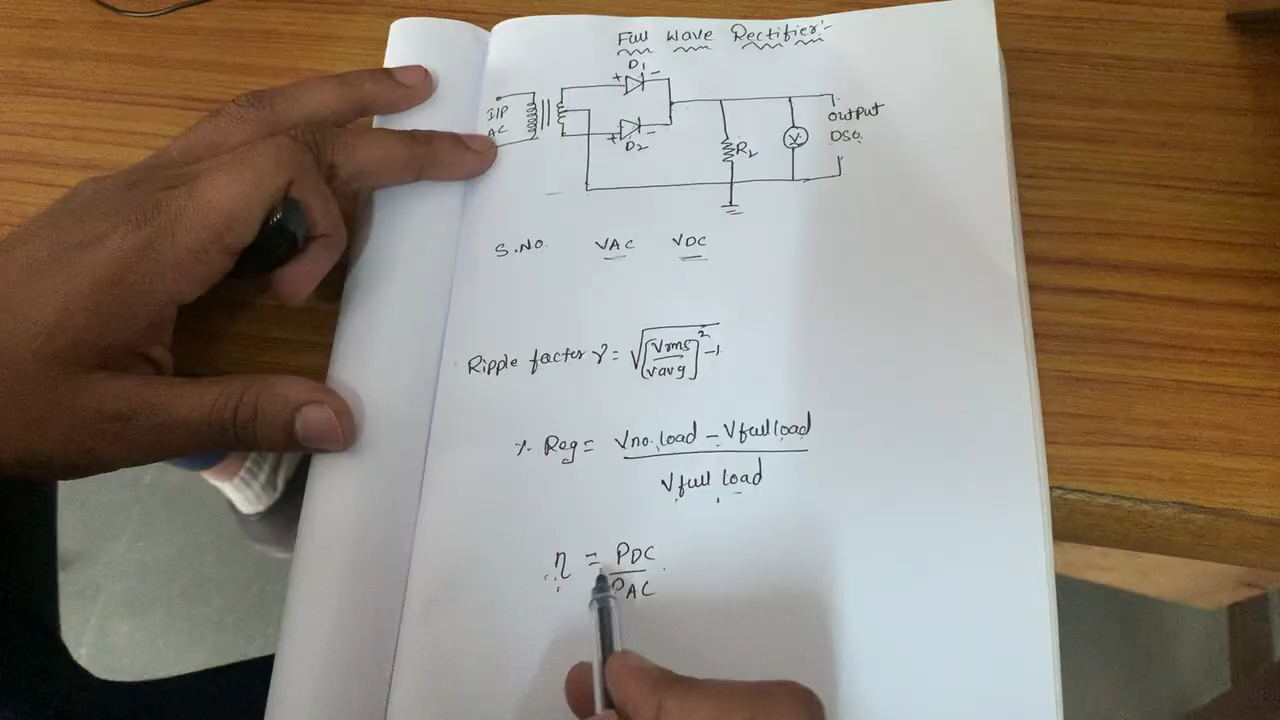 Full Wave Rectifier:-
D1
+ -
I/P
AC
+ -
D2
RL
V
output
DSO.
S.NO. VAC VDC
Ripple factor γ = √[Vrms/Vavg]²-1
% Reg = Vno.load - Vfull load / Vfull load
η = PDC / PAC